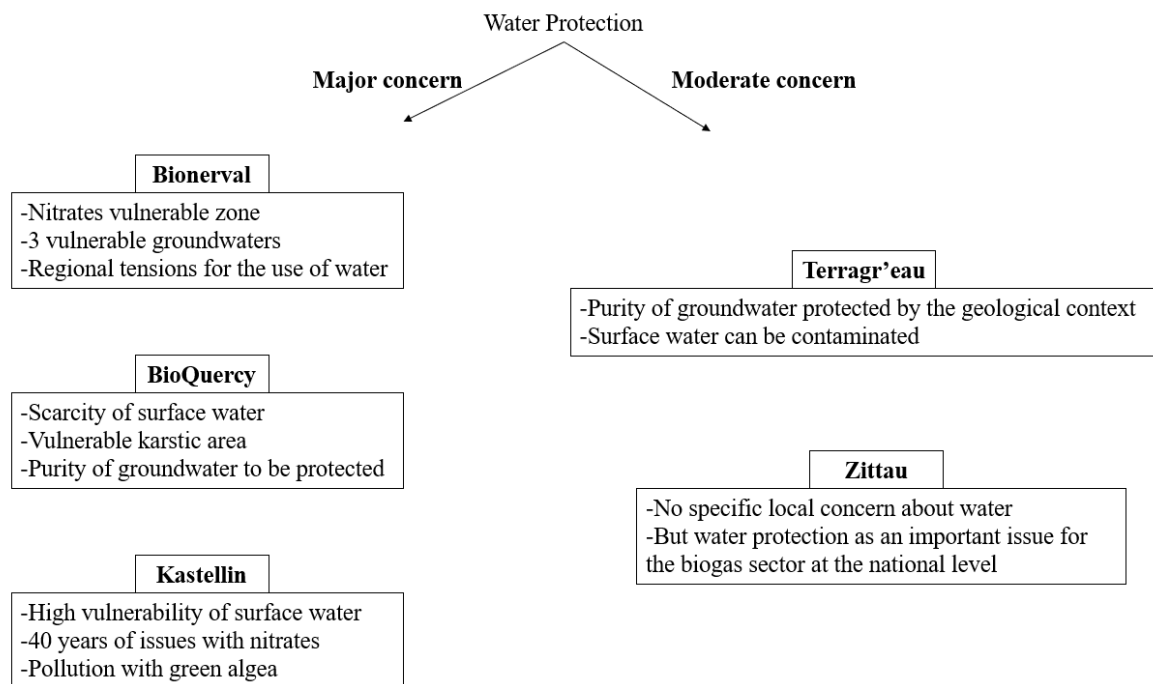 Water Protection
Major concern
Moderate concern
Bionerval
-Nitrates vulnerable zone
-3 vulnerable groundwaters
-Regional tensions for the use of water
BioQuercy
-Scarcity of surface water
-Vulnerable karstic area
-Purity of groundwater to be protected
Kastellin
-High vulnerability of surface water
-40 years of issues with nitrates
-Pollution with green algea
Terragr’eau
-Purity of groundwater protected by the geological context
-Surface water can be contaminated
Zittau
-No specific local concern about water
-But water protection as an important issue for
the biogas sector at the national level